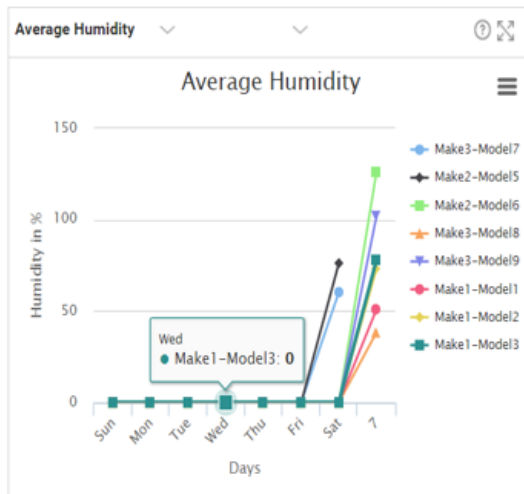 Average Humidity
Average Humidity
150
100
50
0
Humidity in %
Wed
Make1-Model3: 0
Sun
Mon
Tue
Wed
Thu
Fri
Sat
7
Days
Make3-Model7
Make2-Model5
Make2-Model6
Make3-Model8
Make3-Model9
Make1-Model1
Make1-Model2
Make1-Model3